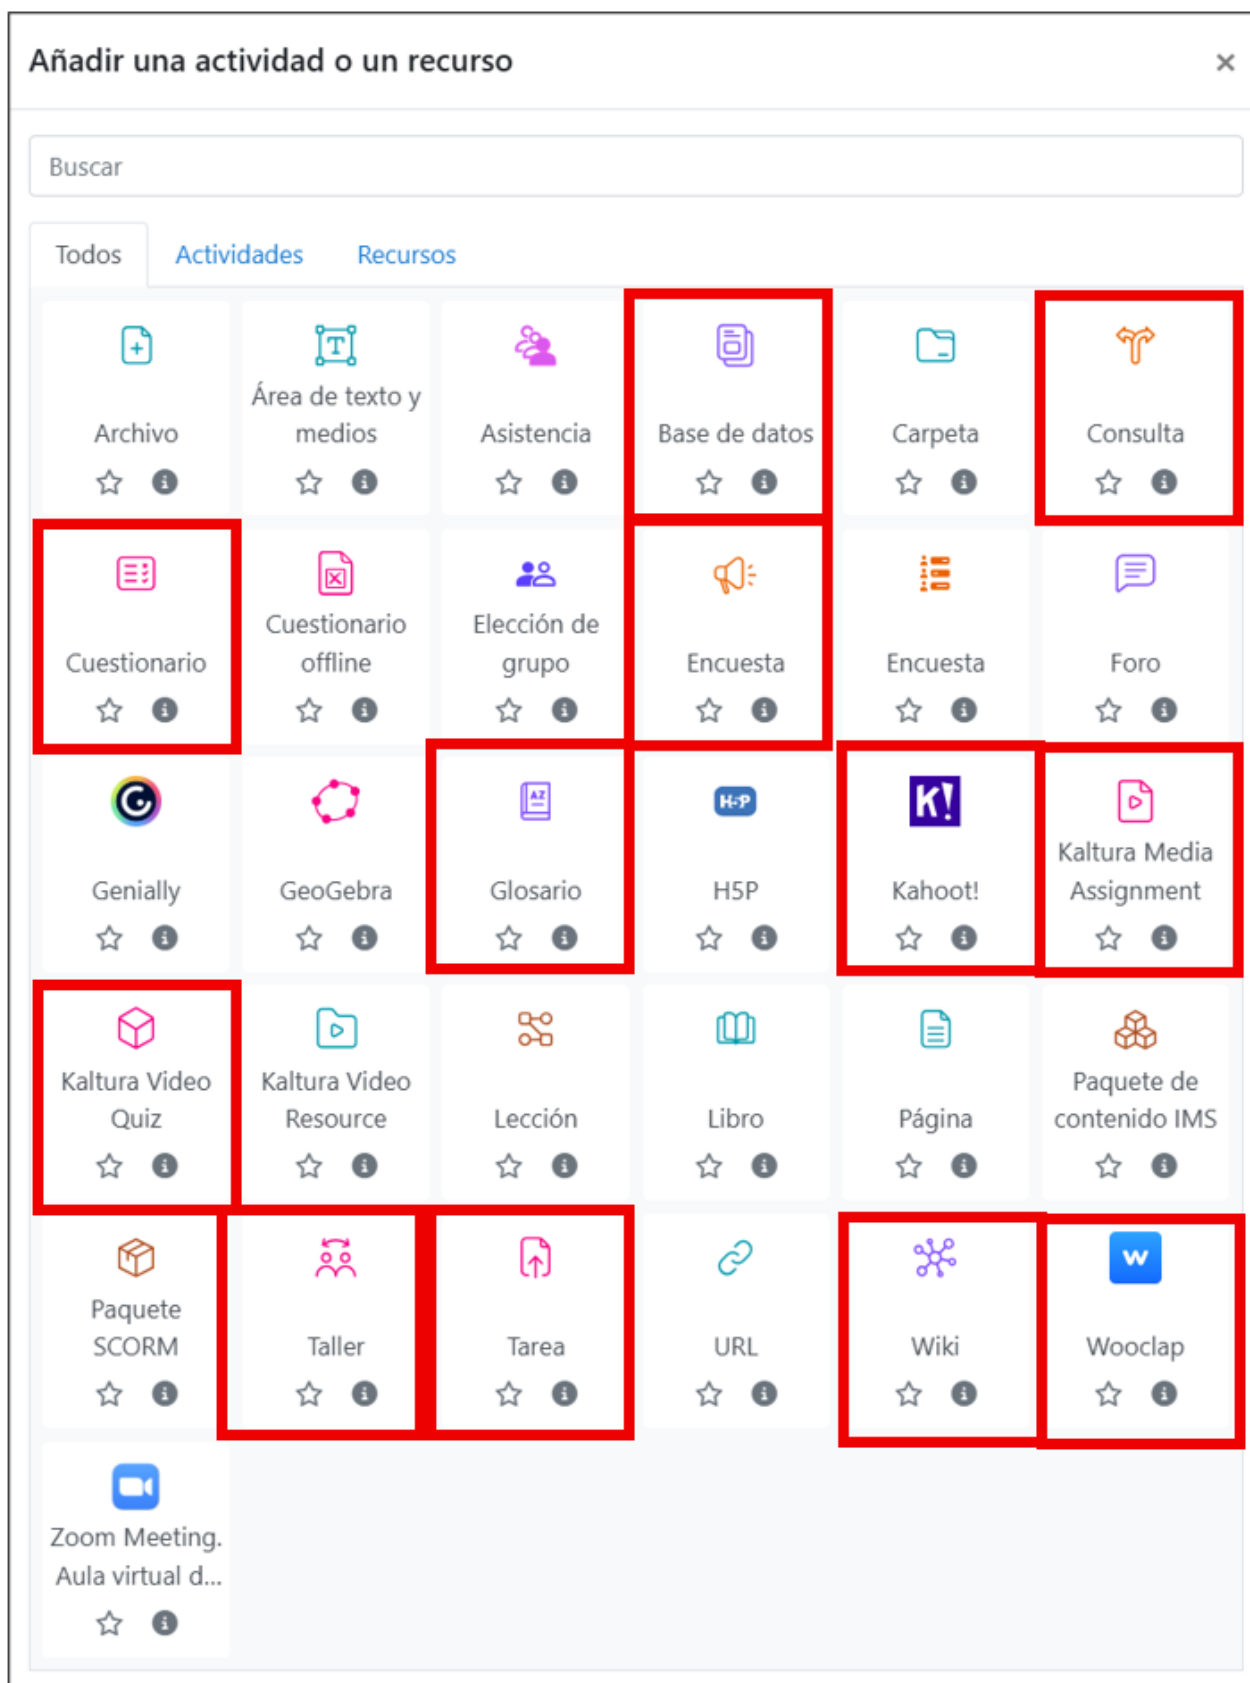 Añadir una actividad o un recurso
×
Buscar
Todos
Actividades
Recursos
Archivo
Área de texto y
medios
Asistencia
Base de datos
Carpeta
Consulta
Cuestionario
Cuestionario
offline
Elección de
grupo
Encuesta
Encuesta
Foro
Genially
GeoGebra
AZ
Glosario
H5P
H5P
K!
Kahoot!
Kaltura Media
Assignment
Kaltura Video
Quiz
Kaltura Video
Resource
Lección
Libro
Página
Paquete de
contenido IMS
Paquete
SCORM
Taller
Tarea
URL
Wiki
W
Wooclap
Zoom Meeting.
Aula virtual d...